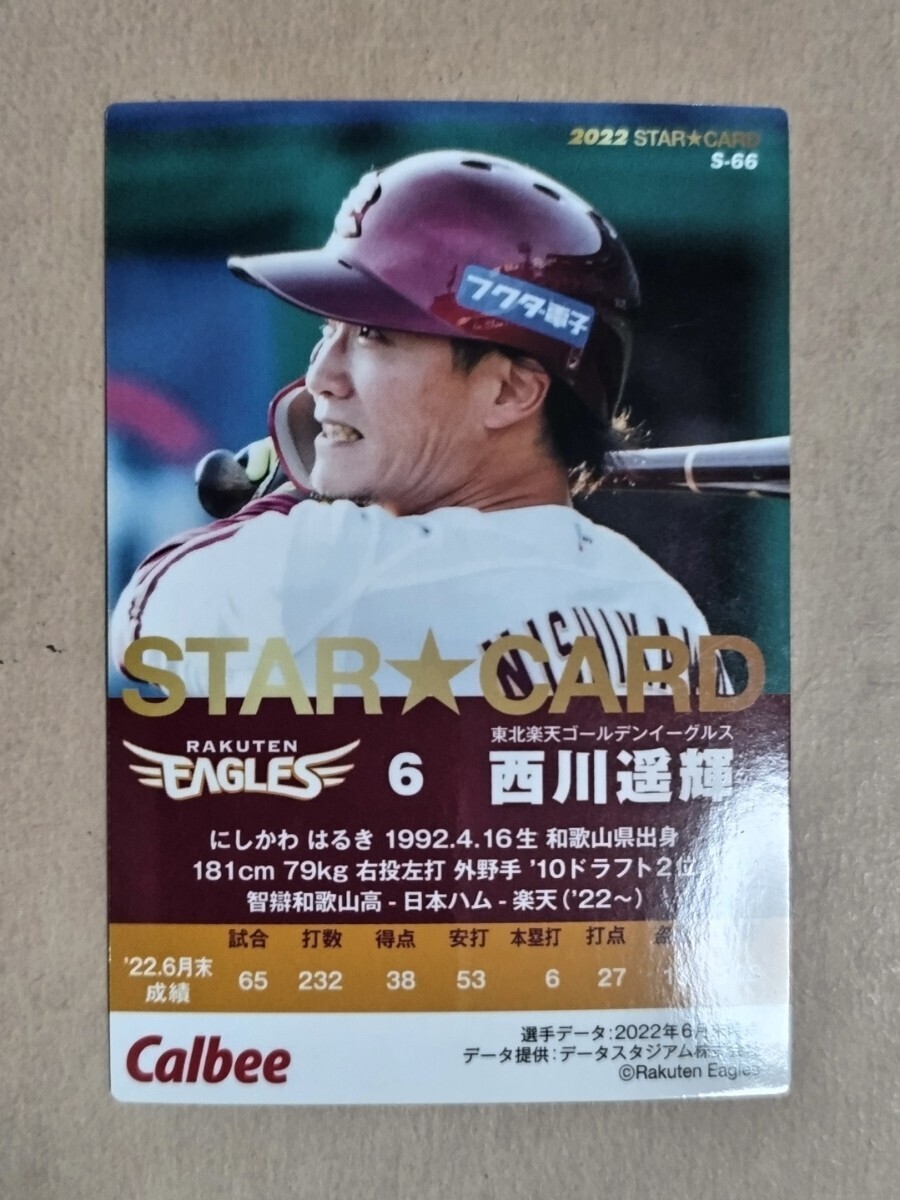 2022 STAR★CARD
S-66
フクダ電子
STAR★CARD
RAKUTEN
EAGLES
6
東北楽天ゴールデンイーグルス
西川遥輝
にしかわ はるき 1992.4.16生 和歌山県出身
181cm 79kg 右投左打 外野手 '10ドラフト2位
智辯和歌山高 - 日本ハム - 楽天('22〜)
試合 打数 得点 安打 本塁打 打点
'22.6月末
成績
65 232 38 53 6 27
選手データ:2022年6月末
データ提供:データスタジアム株式会社
©Rakuten Eagles
Calbee